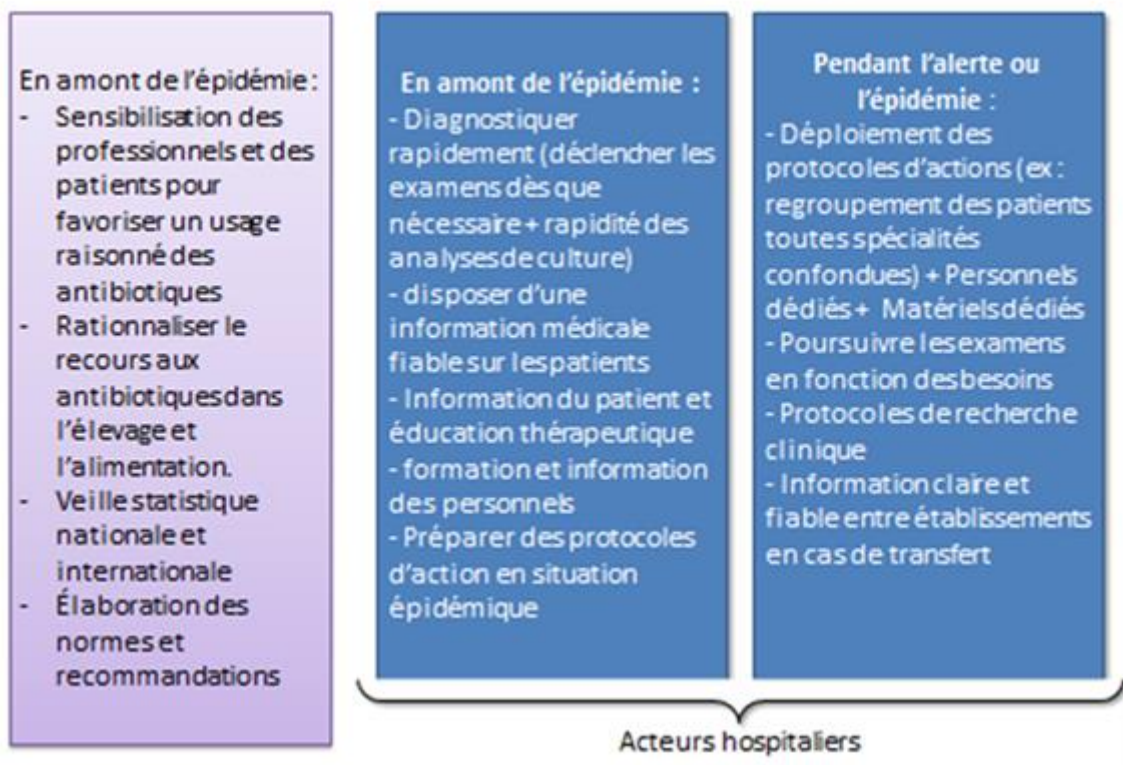 En amont de l'épidémie :
- Sensibilisation des
professionnels et des
patients pour
favoriser un usage
raisonné des
antibiotiques
- Rationnaliser le
recours aux
antibiotiques dans
l'élevage et
l'alimentation.
- Veille statistique
nationale et
internationale
- Élaboration des
normes et
recommandations
En amont de l'épidémie :
- Diagnostiquer
rapidement (déclencher les
examens dès que
nécessaire + rapidité des
analyses de culture)
- disposer d'une
information médicale
fiable sur les patients
- Information du patient et
éducation thérapeutique
- formation et information
des personnels
- Préparer des protocoles
d'action en situation
épidémique
Pendant l'alerte ou
l'épidémie :
- Déploiement des
protocoles d'actions (ex :
regroupement des patients
toutes spécialités
confondues) + Personnels
dédiés + Matériels dédiés
- Poursuivre les examens
en fonction des besoins
- Protocoles de recherche
clinique
- Information claire et
fiable entre établissements
en cas de transfert
Acteurs hospitaliers